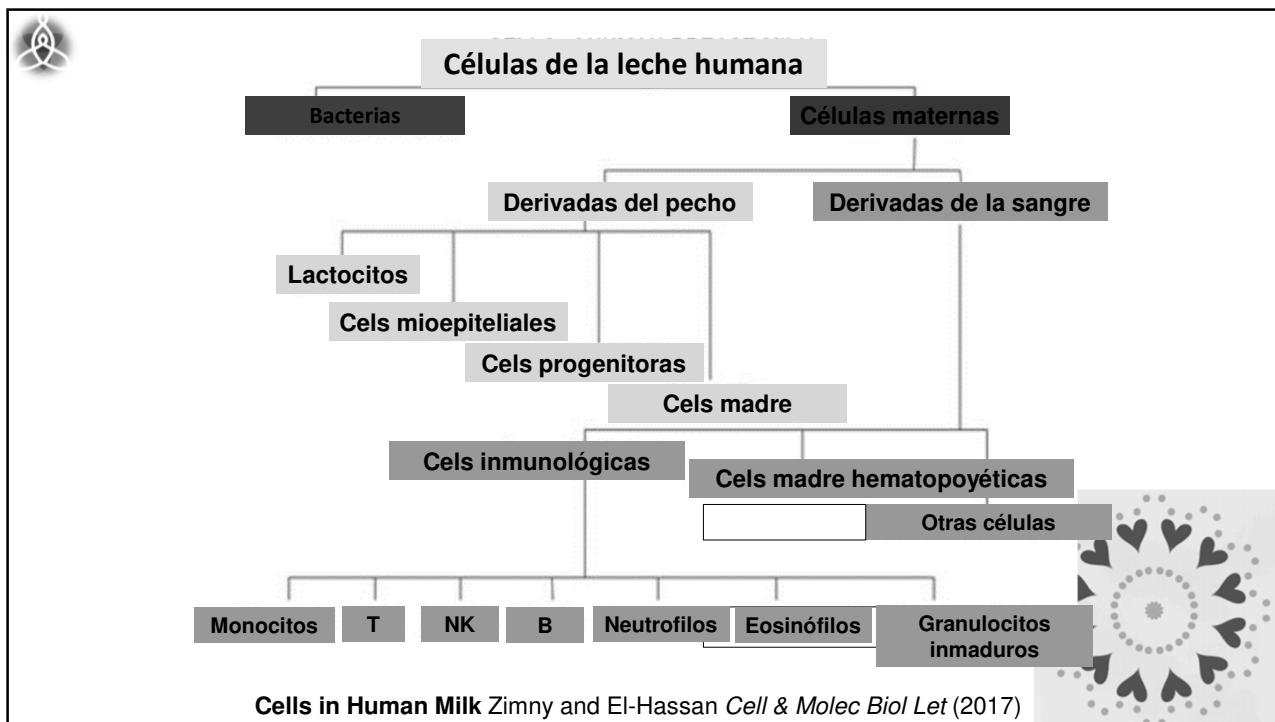 Células de la leche humana
Bacterias
Células maternas
Derivadas del pecho
Derivadas de la sangre
Lactocitos
Cels mioepiteliales
Cels progenitoras
Cels madre
Cels inmunológicas
Cels madre hematopoyéticas
Otras células
Monocitos
T
NK
B
Neutrofilos
Eosinófilos
Granulocitos
inmaduros
Cells in Human Milk Zimny and El-Hassan Cell & Molec Biol Let (2017)